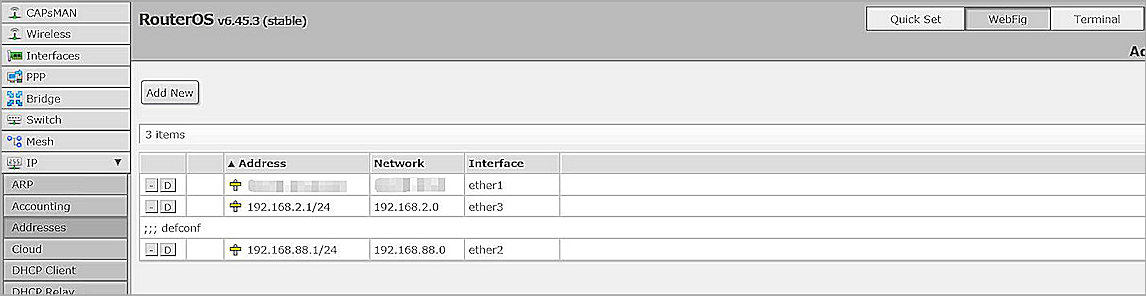 CAPsMAN
Wireless
Interfaces
PPP
Bridge
Switch
Mesh
IP ▼
ARP
Accounting
Addresses
Cloud
DHCP Client
DHCP Relay
RouterOS v6.45.3 (stable)
Quick Set WebFig Terminal
Ad
Add New
3 items
▲ Address Network Interface
- D ether1
- D 192.168.2.1/24 192.168.2.0 ether3
;;; defconf
- D 192.168.88.1/24 192.168.88.0 ether2